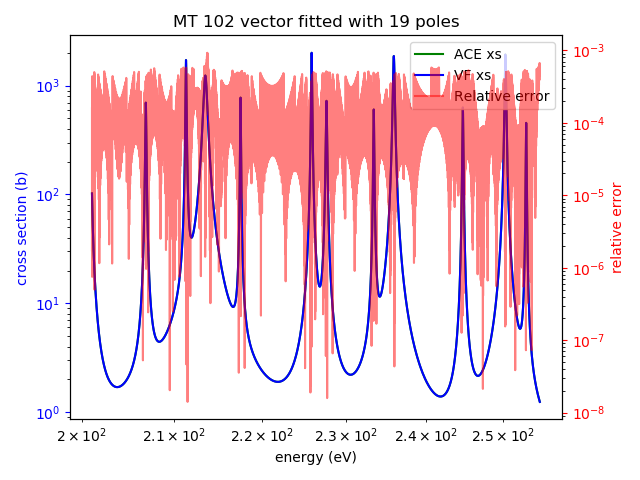 MT 102 vector fitted with 19 poles
ACE xs
VF xs
Relative error
10³
10²
10¹
10⁰
cross section (b)
10⁻³
10⁻⁴
10⁻⁵
10⁻⁶
10⁻⁷
10⁻⁸
relative error
2 × 10² 2.1 × 10² 2.2 × 10² 2.3 × 10² 2.4 × 10² 2.5 × 10²
energy (eV)